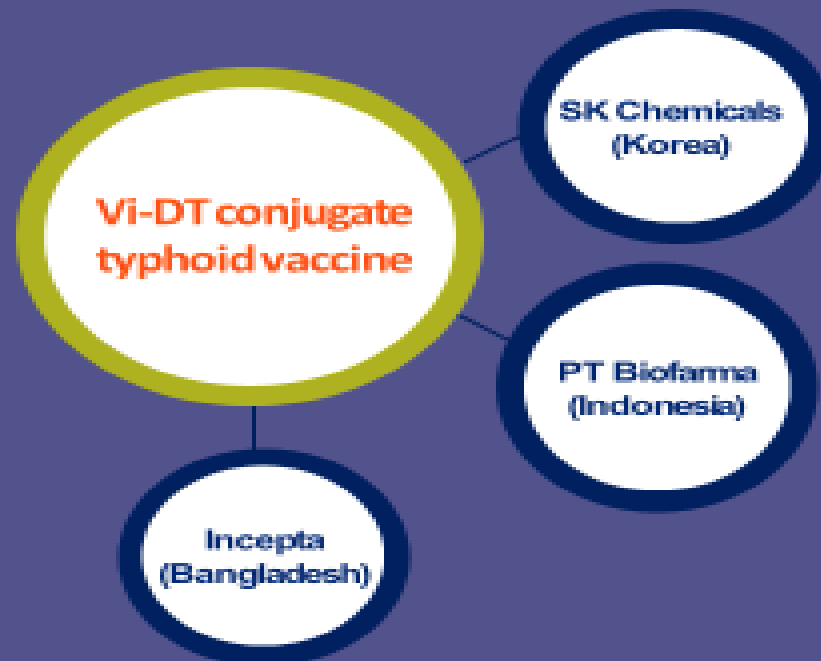 Vi-DT conjugate
typhoid vaccine
SK Chemicals
(Korea)
PT Biofarma
(Indonesia)
Incepta
(Bangladesh)